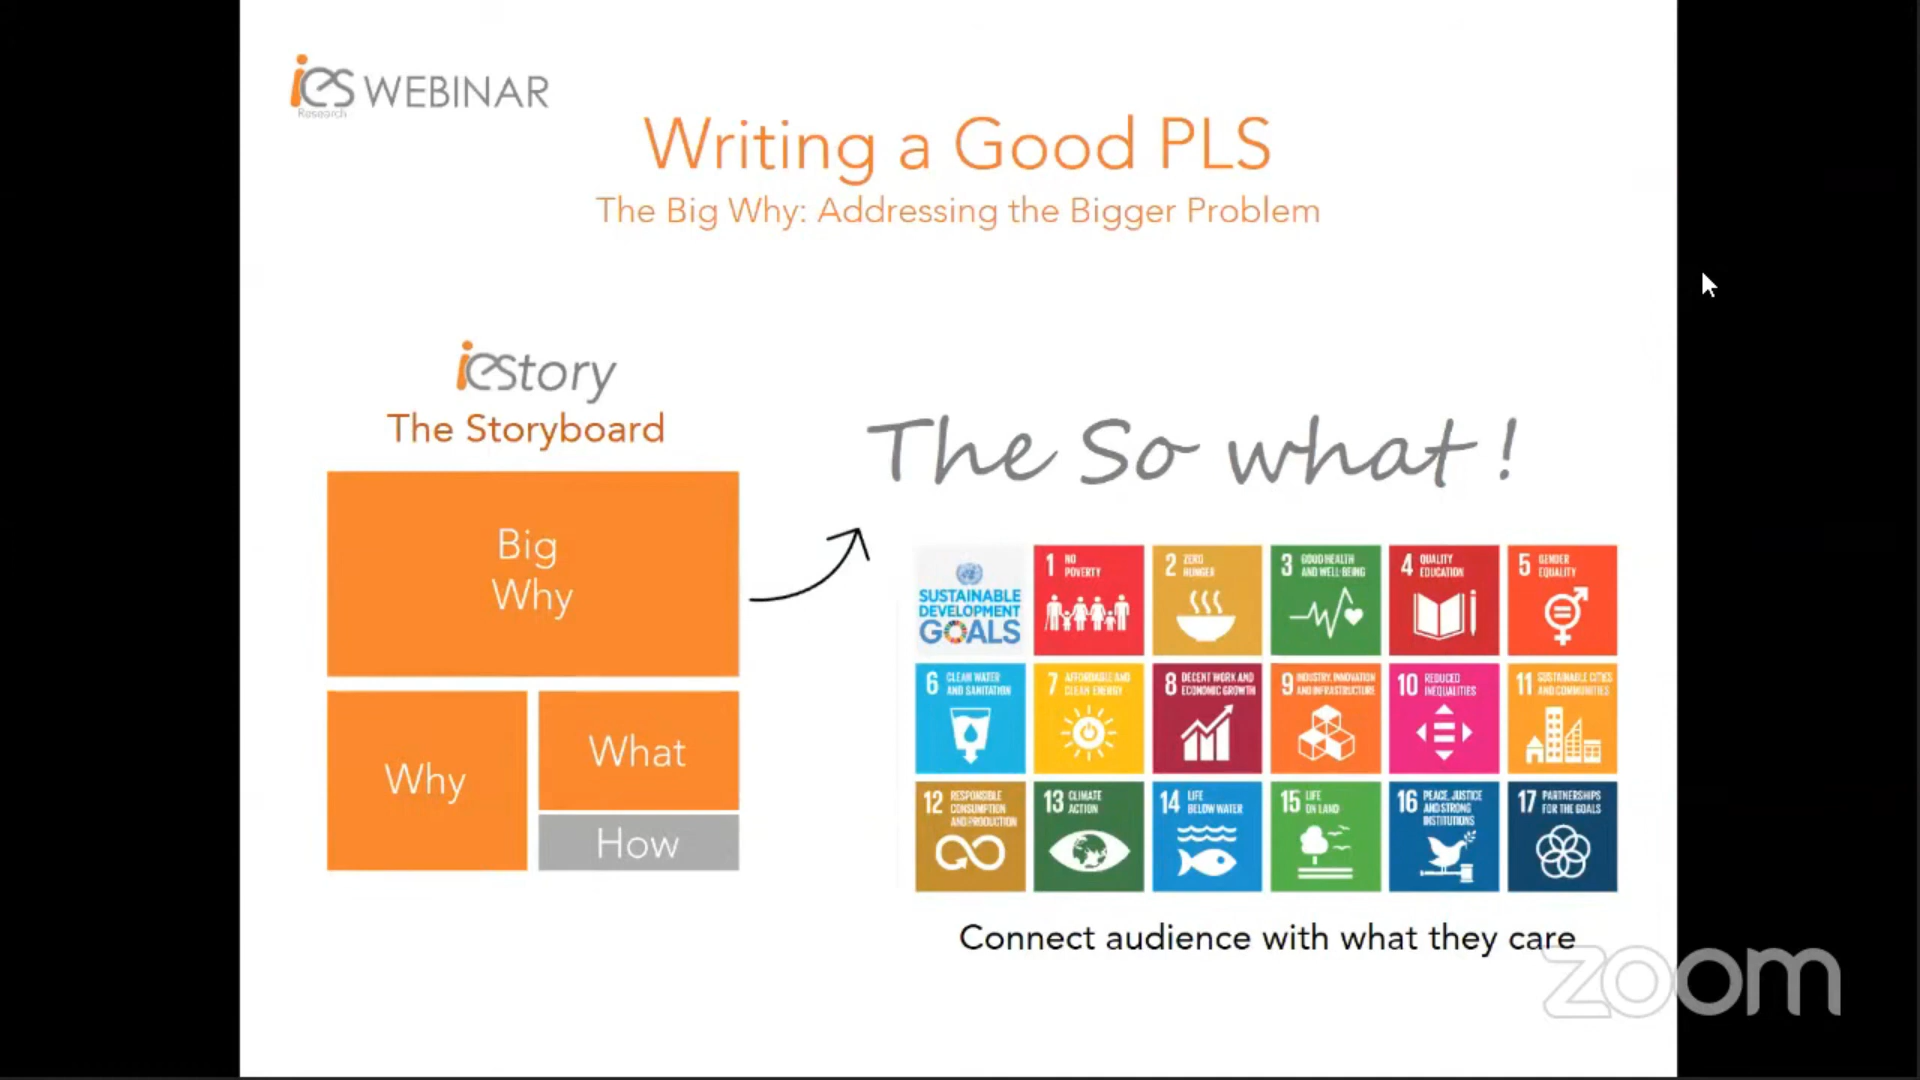 ies WEBINAR
Research
Writing a Good PLS
The Big Why: Addressing the Bigger Problem
ieStory
The Storyboard
Big
Why
Why
What
How
The So what!
SUSTAINABLE
DEVELOPMENT
GOALS
1 NO
POVERTY
2 ZERO
HUNGER
3 GOOD HEALTH
AND WELL-BEING
4 QUALITY
EDUCATION
5 GENDER
EQUALITY
6 CLEAN WATER
AND SANITATION
7 AFFORDABLE AND
CLEAN ENERGY
8 DECENT WORK AND
ECONOMIC GROWTH
9 INDUSTRY, INNOVATION
AND INFRASTRUCTURE
10 REDUCED
INEQUALITIES
11 SUSTAINABLE CITIES
AND COMMUNITIES
12 RESPONSIBLE
CONSUMPTION
AND PRODUCTION
13 CLIMATE
ACTION
14 LIFE
BELOW WATER
15 LIFE
ON LAND
16 PEACE, JUSTICE
AND STRONG
INSTITUTIONS
17 PARTNERSHIPS
FOR THE GOALS
Connect audience with what they care
zoom